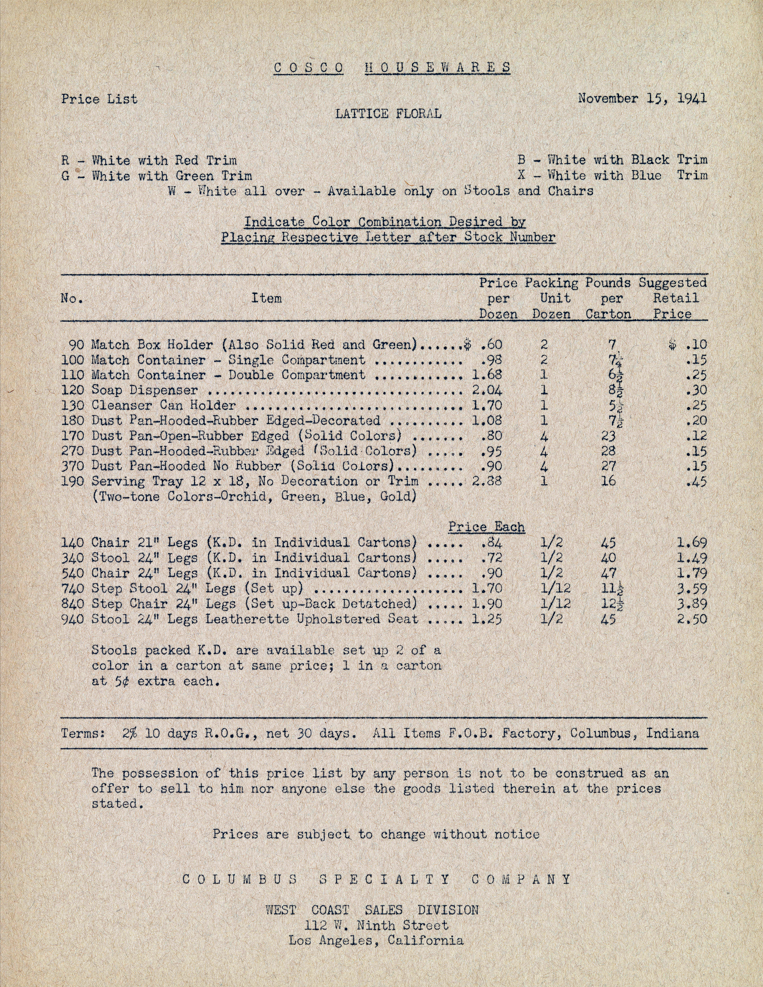 COSCO HOUSEWARES
Price List November 15, 1941
LATTICE FLORAL
R - White with Red Trim B - White with Black Trim
G - White with Green Trim X - White with Blue Trim
W - White all over - Available only on Stools and Chairs
Indicate Color Combination Desired by
Placing Respective Letter after Stock Number
Price Packing Pounds Suggested
No. Item per Unit per Retail
Dozen Dozen Carton Price
90 Match Box Holder (Also Solid Red and Green)......$ .60 2 7 $ .10
100 Match Container - Single Compartment ............ .98 2 7¼ .15
110 Match Container - Double Compartment ............ 1.68 1 6½ .25
120 Soap Dispenser .................................. 2.04 1 8½ .30
130 Cleanser Can Holder ............................. 1.70 1 5½ .25
180 Dust Pan-Hooded-Rubber Edged-Decorated .......... 1.08 1 7½ .20
170 Dust Pan-Open-Rubber Edged (Solid Colors) ....... .80 4 23 .12
270 Dust Pan-Hooded-Rubber Edged (Solid Colors) ..... .95 4 28 .15
370 Dust Pan-Hooded No Rubber (Solid Colors)......... .90 4 27 .15
190 Serving Tray 12 x 18, No Decoration or Trim ..... 2.88 1 16 .45
(Two-tone Colors-Orchid, Green, Blue, Gold)
Price Each
140 Chair 21" Legs (K.D. in Individual Cartons) ..... .84 1/2 45 1.69
340 Stool 24" Legs (K.D. in Individual Cartons) ..... .72 1/2 40 1.49
540 Chair 24" Legs (K.D. in Individual Cartons) ..... .90 1/2 47 1.79
740 Step Stool 24" Legs (Set up) .................... 1.70 1/12 11½ 3.59
840 Step Chair 24" Legs (Set up-Back Detatched) ..... 1.90 1/12 12½ 3.89
940 Stool 24" Legs Leatherette Upholstered Seat ..... 1.25 1/2 45 2.50
Stools packed K.D. are available set up 2 of a
color in a carton at same price; 1 in a carton
at 5¢ extra each.
Terms: 2% 10 days R.O.G., net 30 days. All Items F.O.B. Factory, Columbus, Indiana
The possession of this price list by any person is not to be construed as an
offer to sell to him nor anyone else the goods listed therein at the prices
stated.
Prices are subject to change without notice
COLUMBUS SPECIALTY COMPANY
WEST COAST SALES DIVISION
112 W. Ninth Street
Los Angeles, California